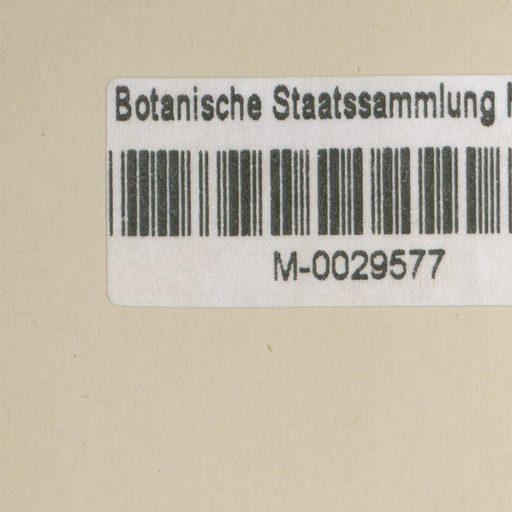 Botanische Staatssammlung
M-0029577